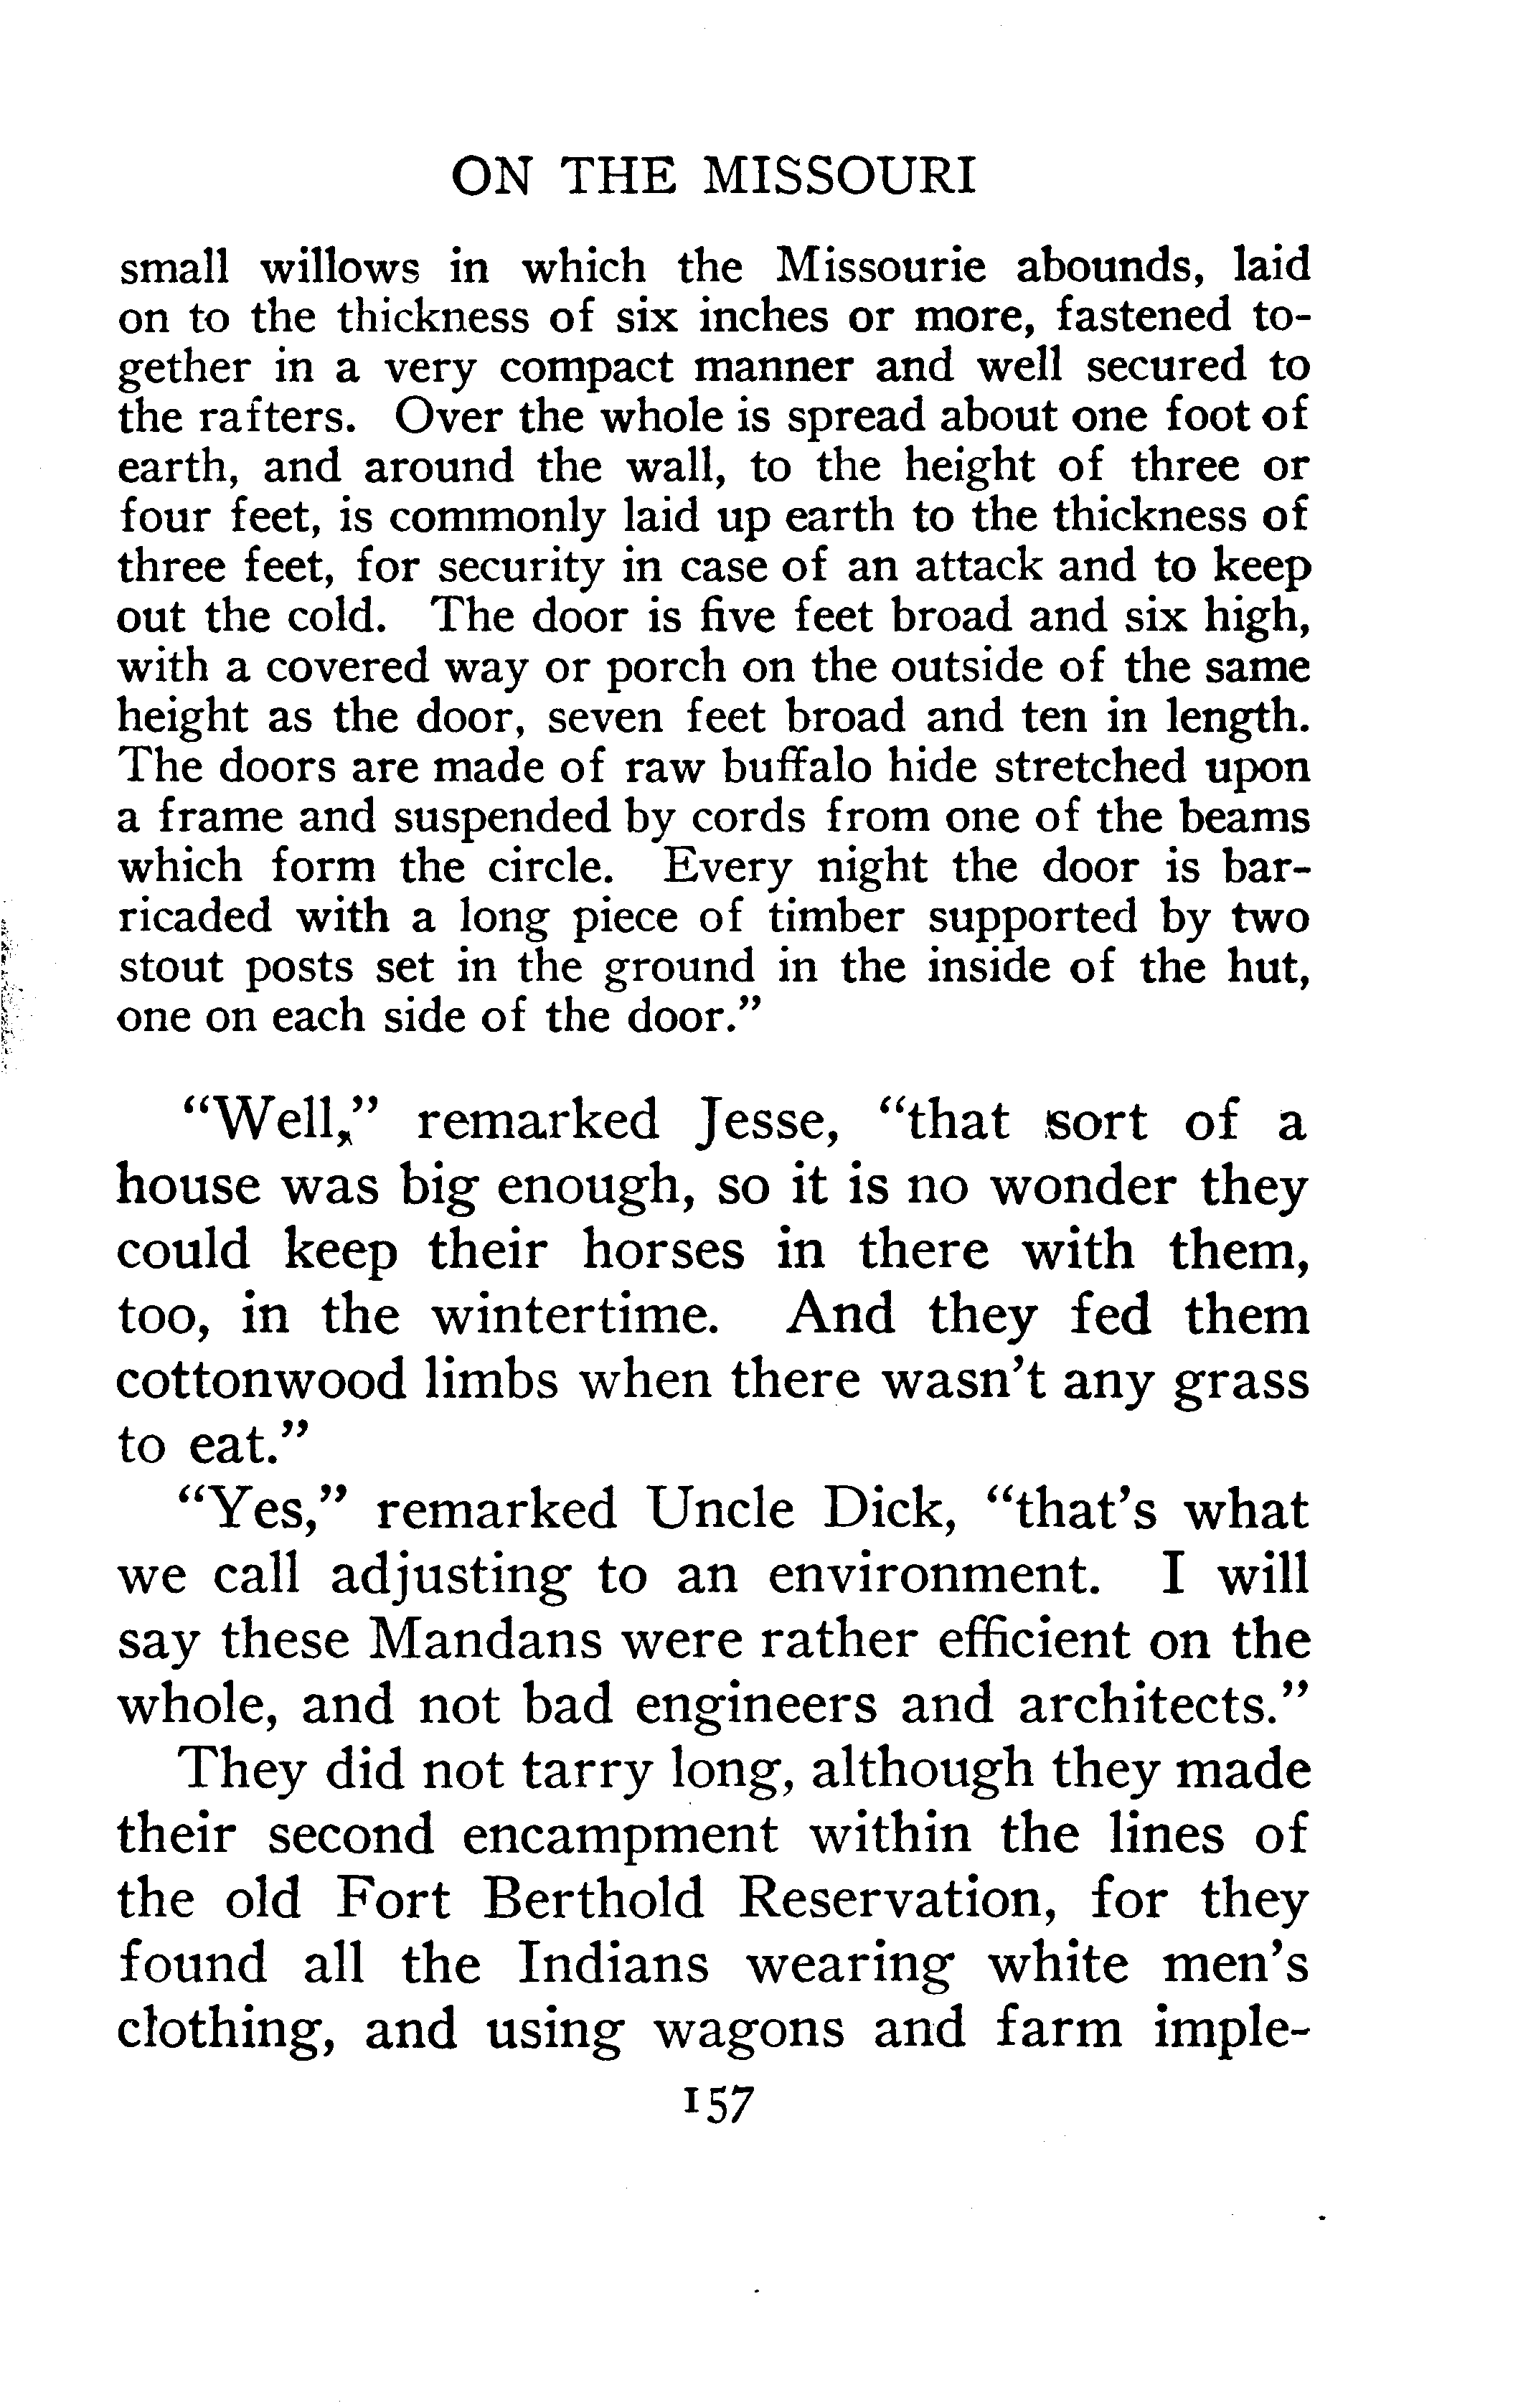 ON THE MISSOURI
small willows in which the Missourie abounds, laid
on to the thickness of six inches or more, fastened to-
gether in a very compact manner and well secured to
the rafters. Over the whole is spread about one foot of
earth, and around the wall, to the height of three or
four feet, is commonly laid up earth to the thickness of
three feet, for security in case of an attack and to keep
out the cold. The door is five feet broad and six high,
with a covered way or porch on the outside of the same
height as the door, seven feet broad and ten in length.
The doors are made of raw buffalo hide stretched upon
a frame and suspended by cords from one of the beams
which form the circle. Every night the door is bar-
ricaded with a long piece of timber supported by two
stout posts set in the ground in the inside of the hut,
one on each side of the door."
"Well," remarked Jesse, "that sort of a
house was big enough, so it is no wonder they
could keep their horses in there with them,
too, in the wintertime. And they fed them
cottonwood limbs when there wasn't any grass
to eat."
"Yes," remarked Uncle Dick, "that's what
we call adjusting to an environment. I will
say these Mandans were rather efficient on the
whole, and not bad engineers and architects."
They did not tarry long, although they made
their second encampment within the lines of
the old Fort Berthold Reservation, for they
found all the Indians wearing white men's
clothing, and using wagons and farm imple-
157